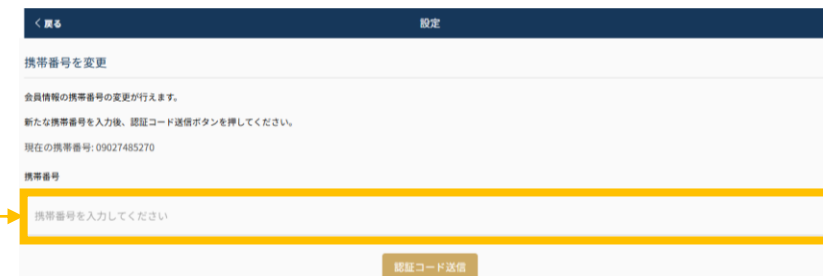 < 戻る
設定
携帯番号を変更
会員情報の携帯番号の変更が行えます。
新たな携帯番号を入力後、認証コード送信ボタンを押してください。
現在の携帯番号: 09027485270
携帯番号
携帯番号を入力してください
認証コード送信